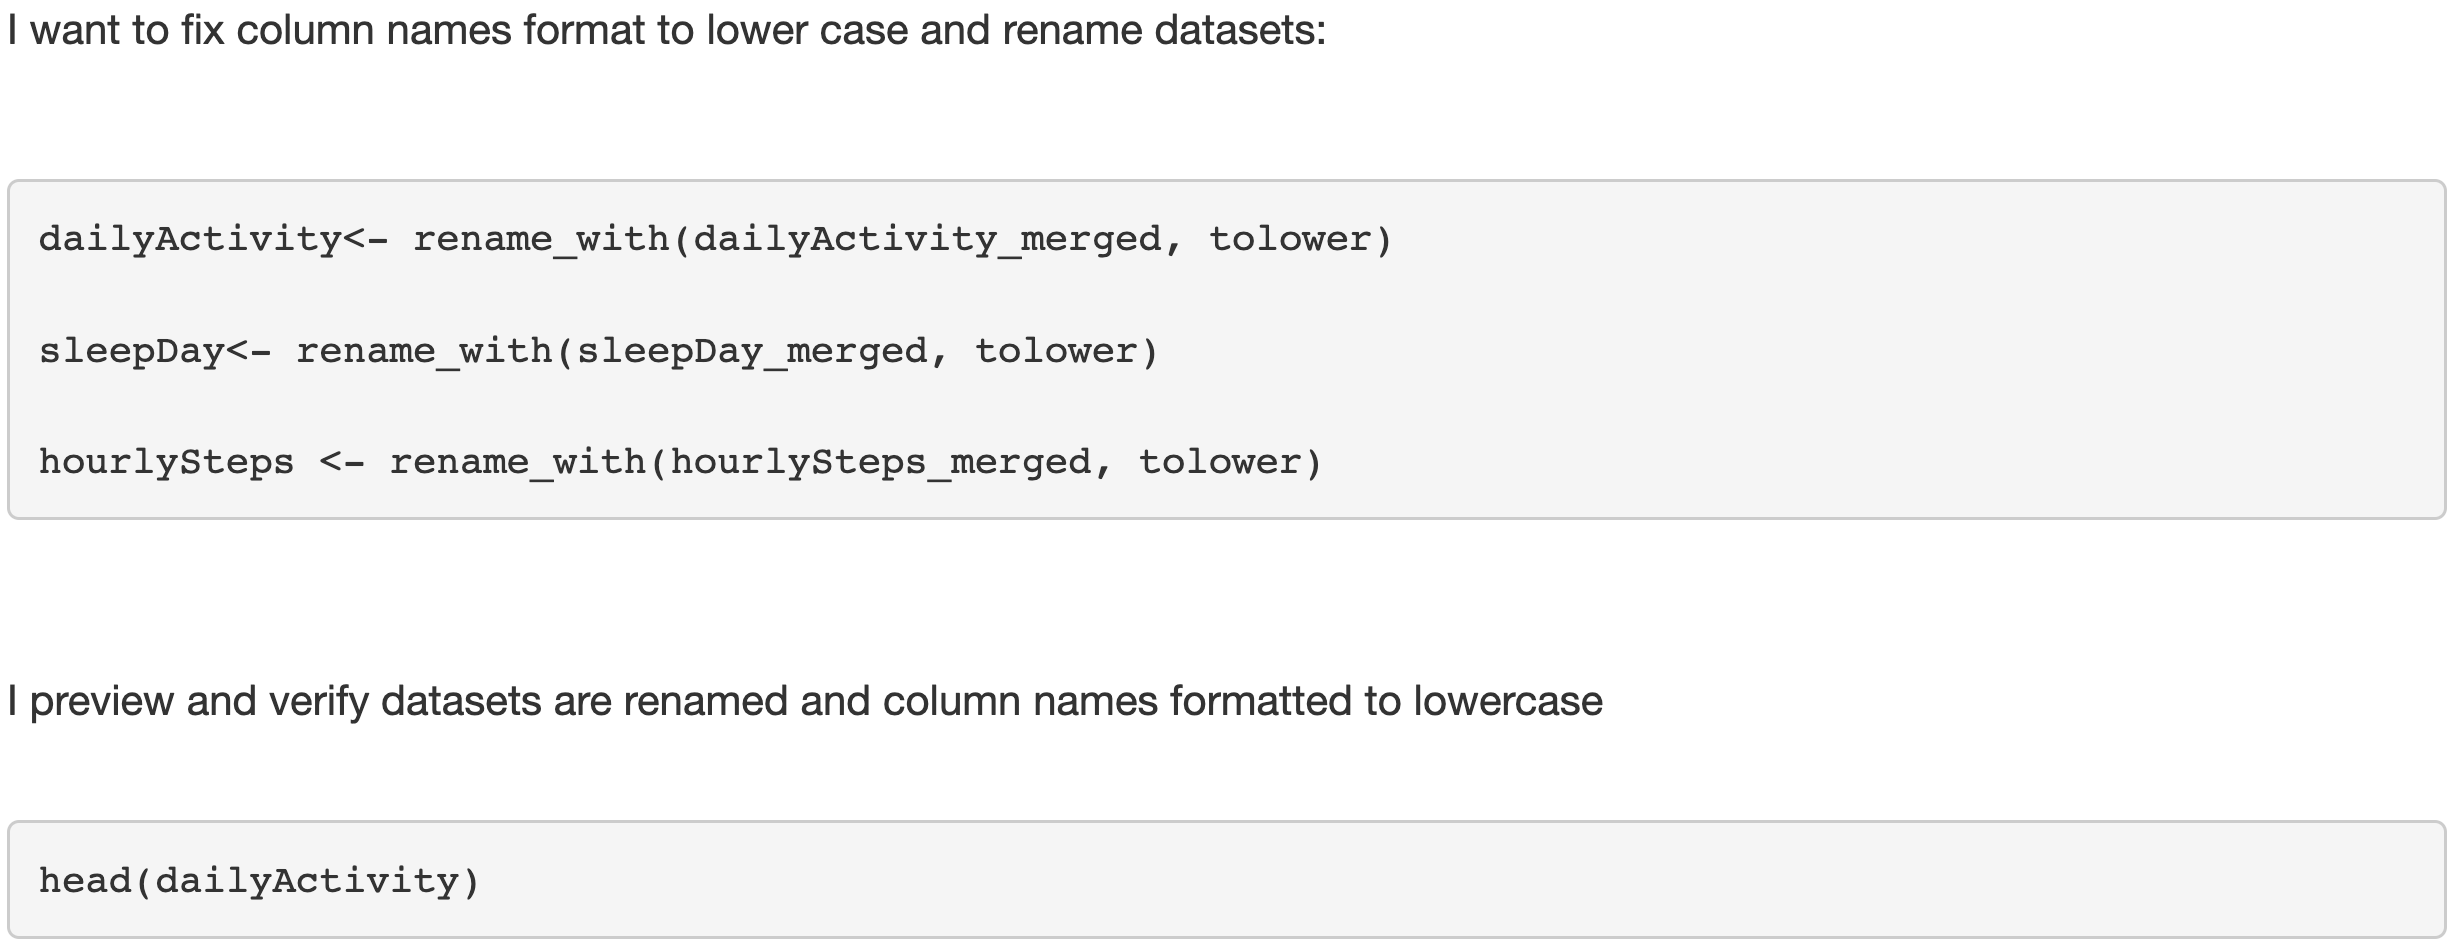 I want to fix column names format to lower case and rename datasets:
dailyActivity<- rename_with(dailyActivity_merged, tolower)
sleepDay<- rename_with(sleepDay_merged, tolower)
hourlySteps <- rename_with(hourlySteps_merged, tolower)
I preview and verify datasets are renamed and column names formatted to lowercase
head(dailyActivity)